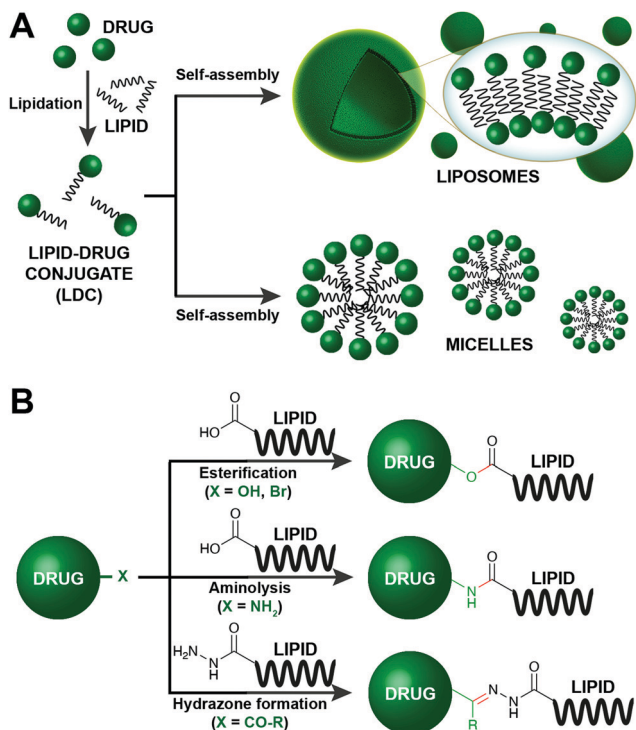 A
DRUG
Lipidation
LIPID
LIPID-DRUG
CONJUGATE
(LDC)
Self-assembly
LIPOSOMES
Self-assembly
MICELLES
B
DRUG
X
O
HO
LIPID
Esterification
(X = OH, Br)
DRUG
O
O
LIPID
O
HO
LIPID
Aminolysis
(X = NH₂)
DRUG
N
H
O
LIPID
H₂N
N
H
O
LIPID
Hydrazone formation
(X = CO-R)
DRUG
R
N
N
H
O
LIPID